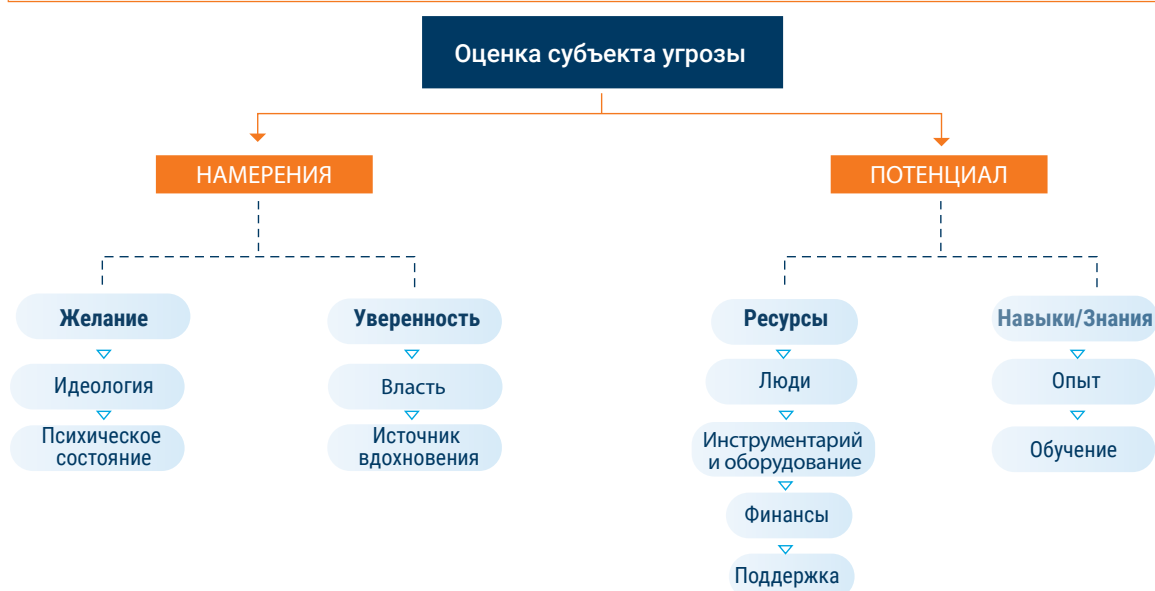 Оценка субъекта угрозы
НАМЕРЕНИЯ
ПОТЕНЦИАЛ
Желание
Уверенность
Ресурсы
Навыки/Знания
Идеология
Власть
Люди
Опыт
Психическое
состояние
Источник
вдохновения
Инструментарий
и оборудование
Обучение
Финансы
Поддержка